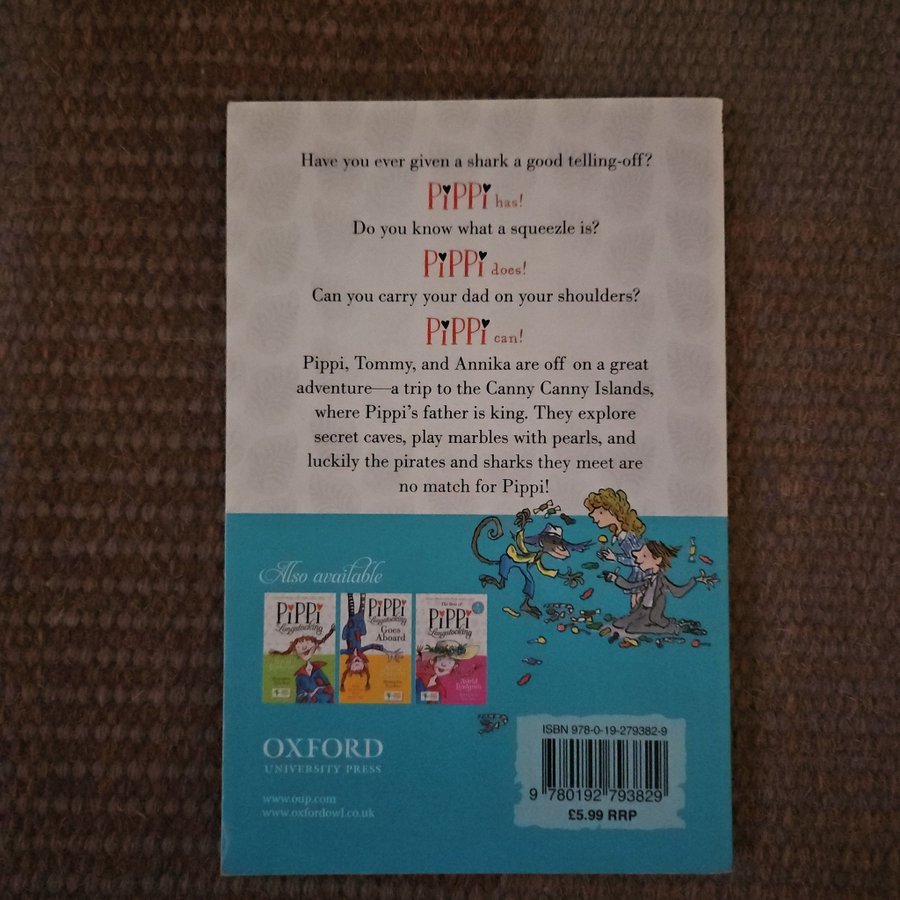 Have you ever given a shark a good telling-off?
PiPPi has!
Do you know what a squeezle is?
PiPPi does!
Can you carry your dad on your shoulders?
PiPPi can!
Pippi, Tommy, and Annika are off on a great
adventure—a trip to the Canny Canny Islands,
where Pippi's father is king. They explore
secret caves, play marbles with pearls, and
luckily the pirates and sharks they meet are
no match for Pippi!
Also available
PiPPi
Longstocking
PiPPi
Longstocking
Goes
Aboard
The Best of
PiPPi
Longstocking
Astrid
Lindgren
OXFORD
UNIVERSITY PRESS
www.oup.com
www.oxfordowl.co.uk
ISBN 978-0-19-279382-9
9 780192 793829
£5.99 RRP